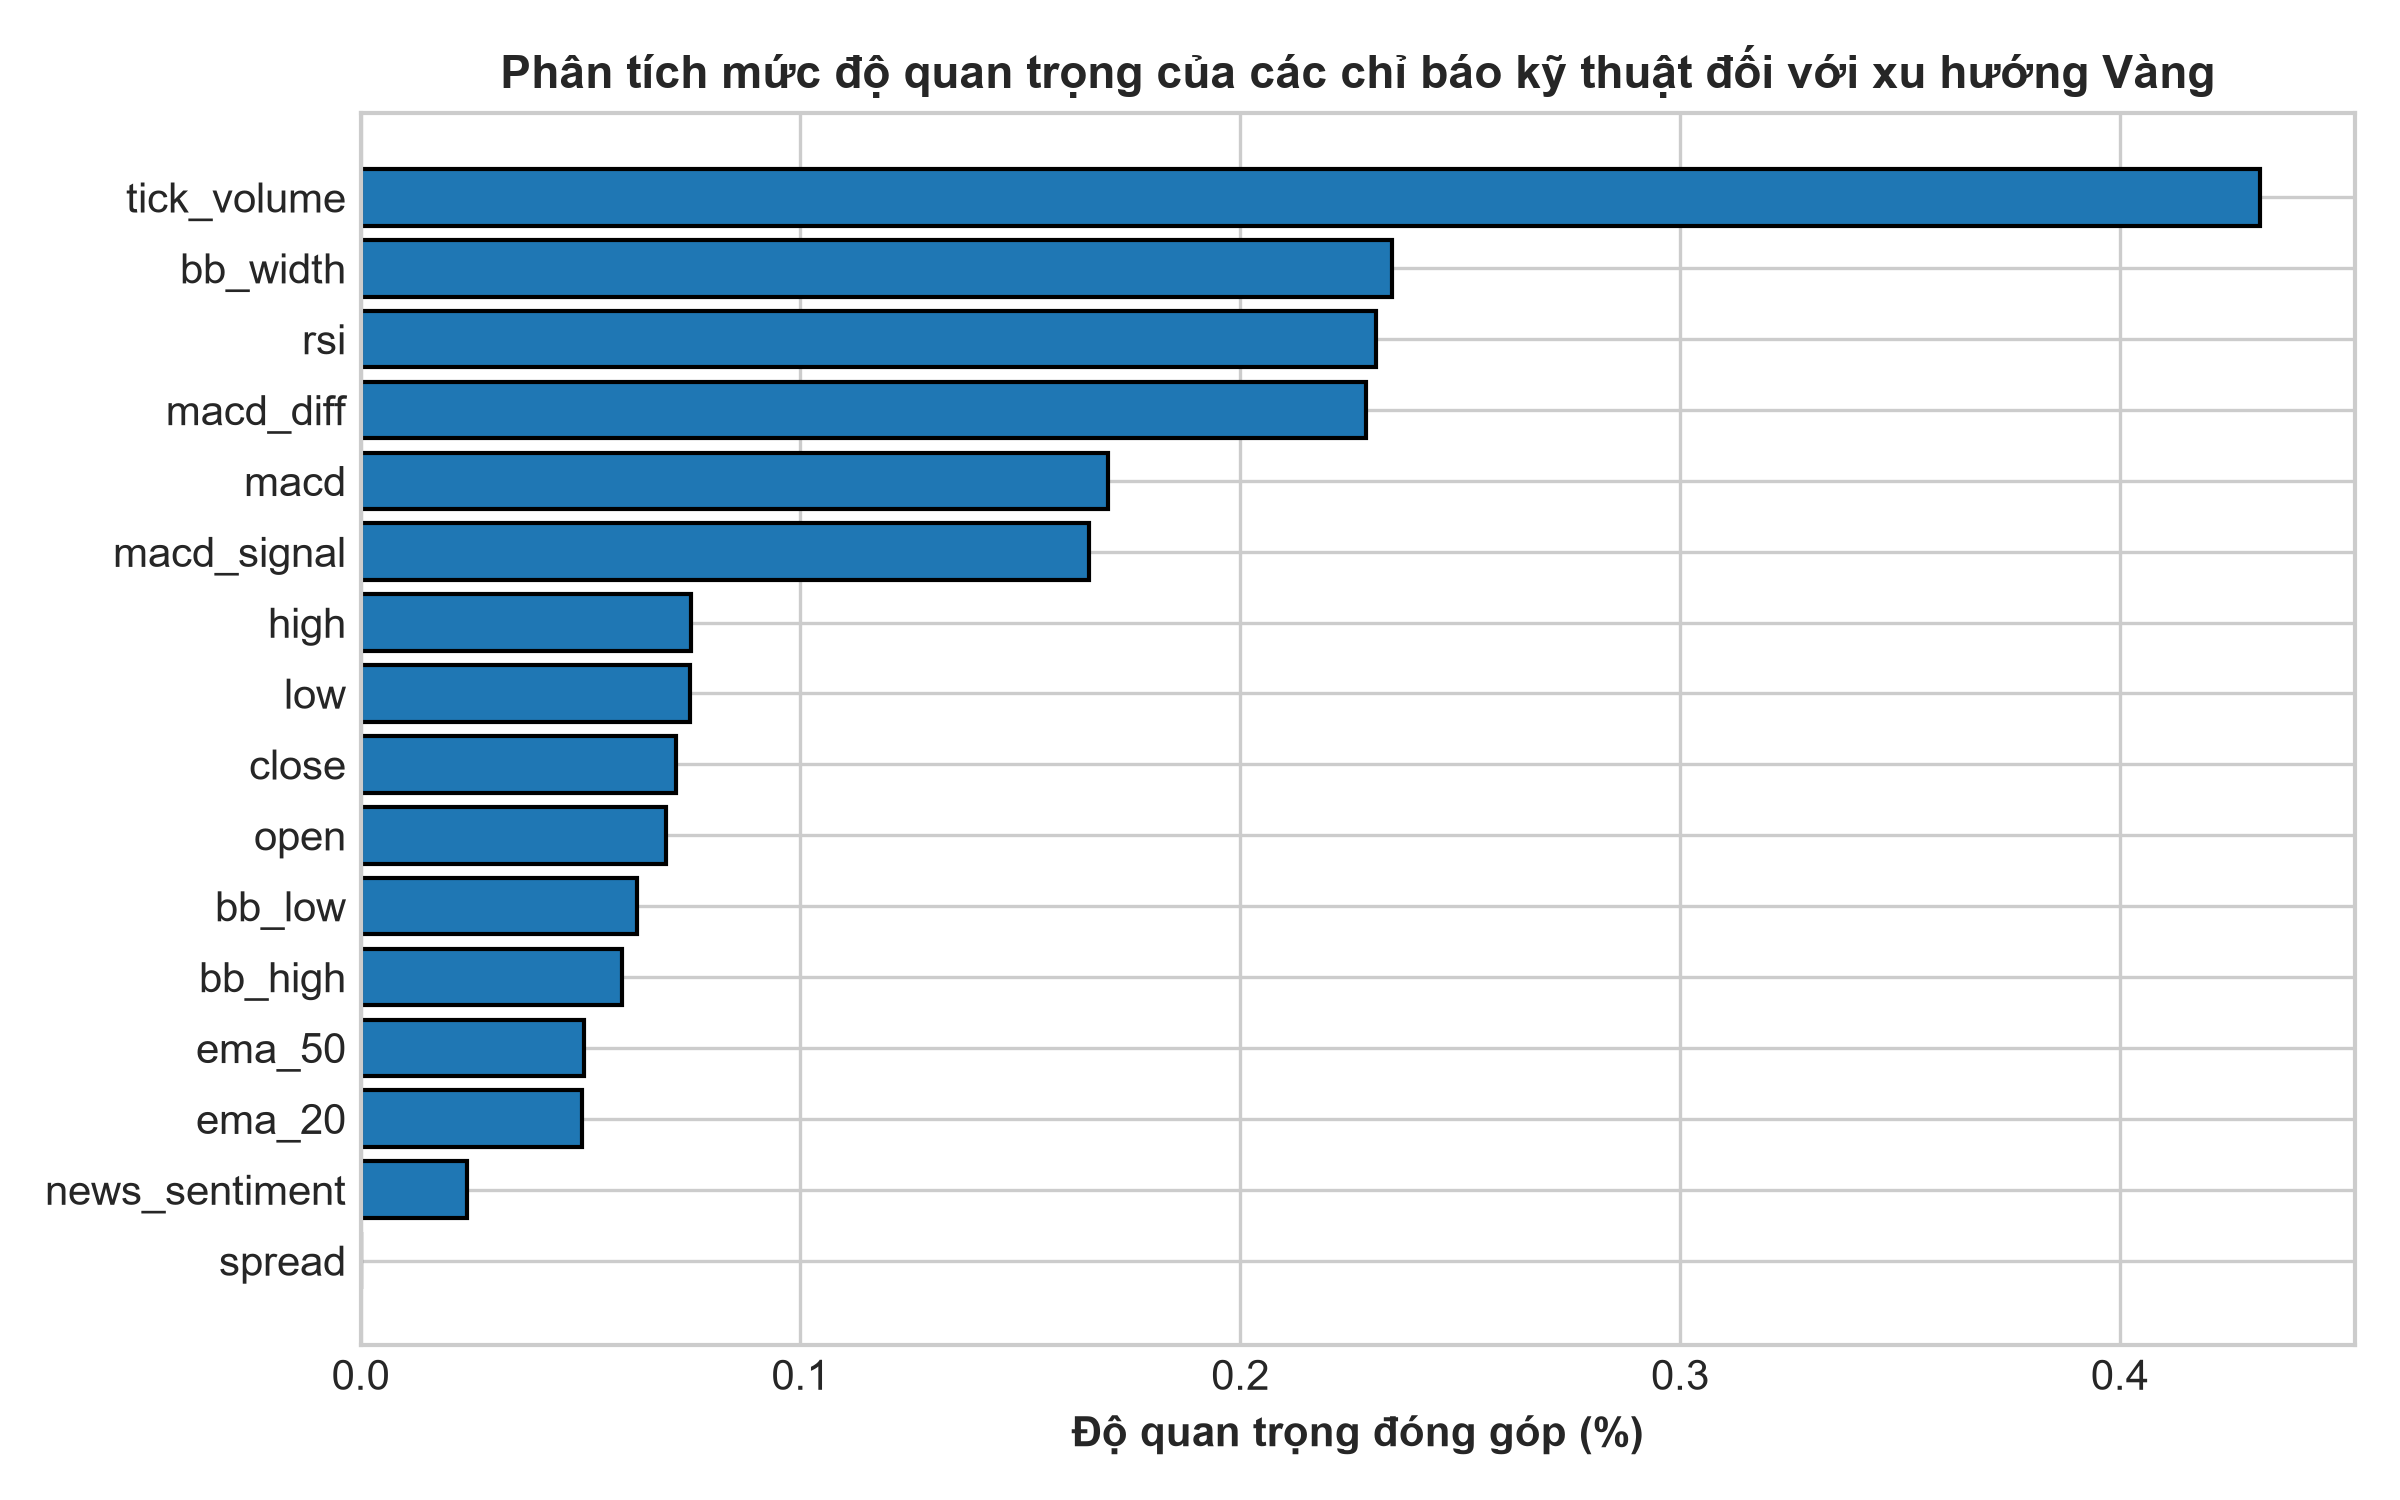 Phân tích mức độ quan trọng của các chỉ báo kỹ thuật đối với xu hướng Vàng
tick_volume
bb_width
rsi
macd_diff
macd
macd_signal
high
low
close
open
bb_low
bb_high
ema_50
ema_20
news_sentiment
spread
0.0 0.1 0.2 0.3 0.4
Độ quan trọng đóng góp (%)